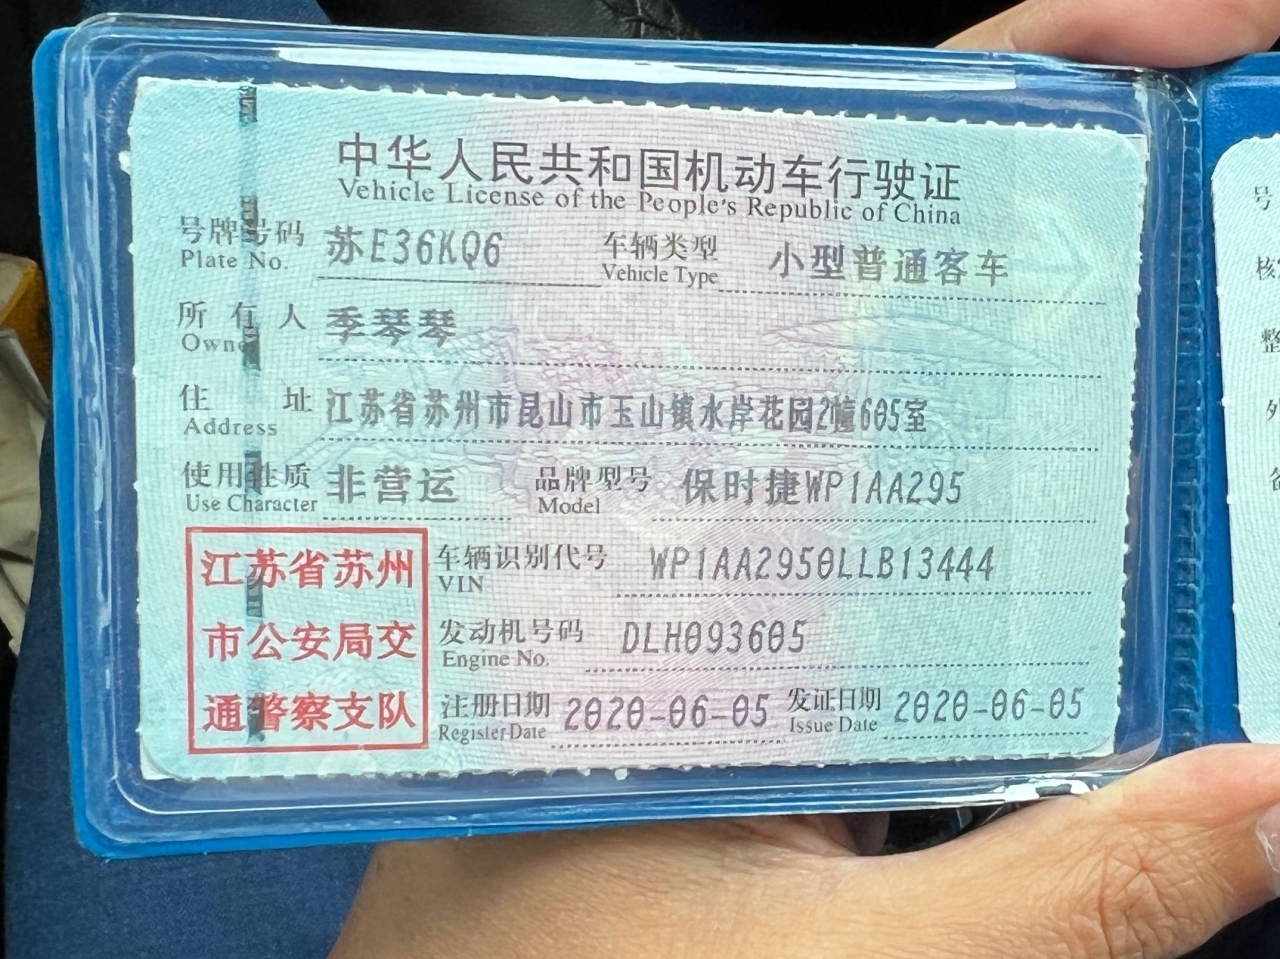 中华人民共和国机动车行驶证
Vehicle License of the People's Republic of China
号牌号码 苏E36KQ6 车辆类型 小型普通客车
Plate No. Vehicle Type
所有人 季琴琴
Owne
住址 江苏省苏州市昆山市玉山镇水岸花园2幢605室
Address
使用性质 非营运 品牌型号 保时捷WP1AA295
Use Character Model
江苏省苏州
市公安局交
通警察支队
车辆识别代号 WP1AA2950LLB13444
VIN
发动机号码 DLH093605
Engine No.
注册日期 2020-06-05 发证日期 2020-06-05
Register Date Issue Date
号
核
整